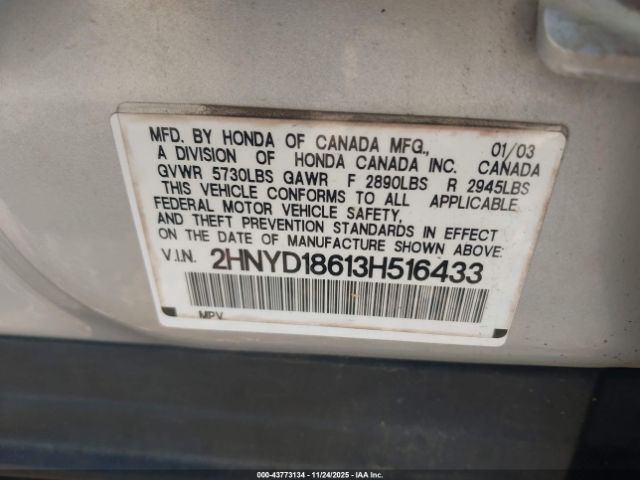 MFD. BY HONDA OF CANADA MFG., 01/03
A DIVISION OF HONDA CANADA INC. CANADA
GVWR 5730LBS GAWR F 2890LBS R 2945LBS
THIS VEHICLE CONFORMS TO ALL APPLICABLE
FEDERAL MOTOR VEHICLE SAFETY,
AND THEFT PREVENTION STANDARDS IN EFFECT
ON THE DATE OF MANUFACTURE SHOWN ABOVE:
V.I.N. 2HNYD18613H516433
MPV
000-43773134 - 11/24/2025 - IAA Inc.